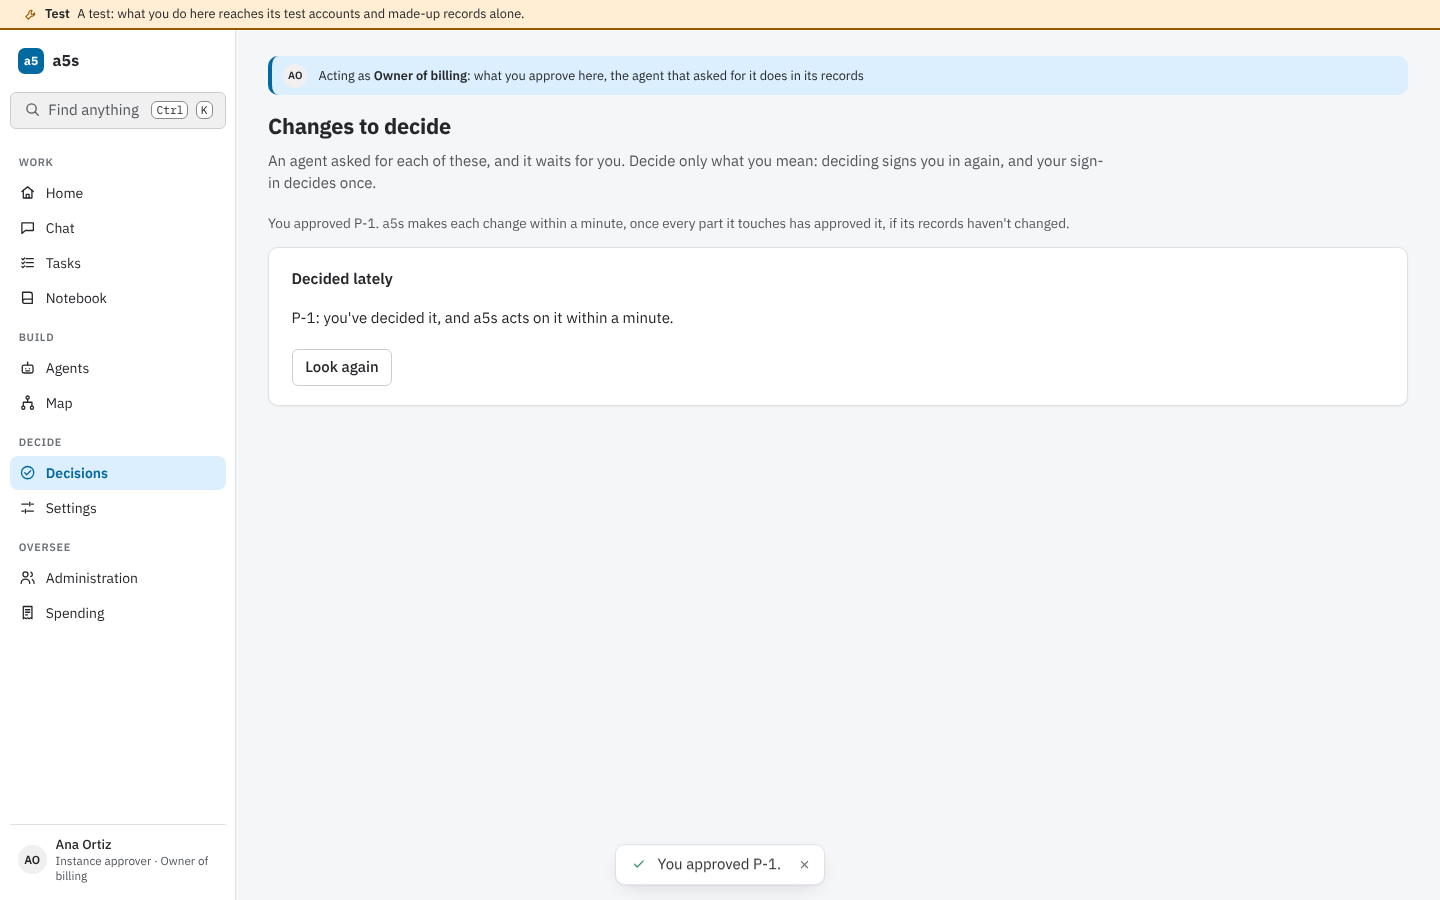 Test A test: what you do here reaches its test accounts and made-up records alone.
a5 a5s
Find anything Ctrl K
WORK
Home
Chat
Tasks
Notebook
BUILD
Agents
Map
DECIDE
Decisions
Settings
OVERSEE
Administration
Spending
AO Ana Ortiz
Instance approver · Owner of
billing
AO Acting as Owner of billing: what you approve here, the agent that asked for it does in its records
Changes to decide
An agent asked for each of these, and it waits for you. Decide only what you mean: deciding signs you in again, and your sign-
in decides once.
You approved P-1. a5s makes each change within a minute, once every part it touches has approved it, if its records haven't changed.
Decided lately
P-1: you've decided it, and a5s acts on it within a minute.
Look again
You approved P-1.